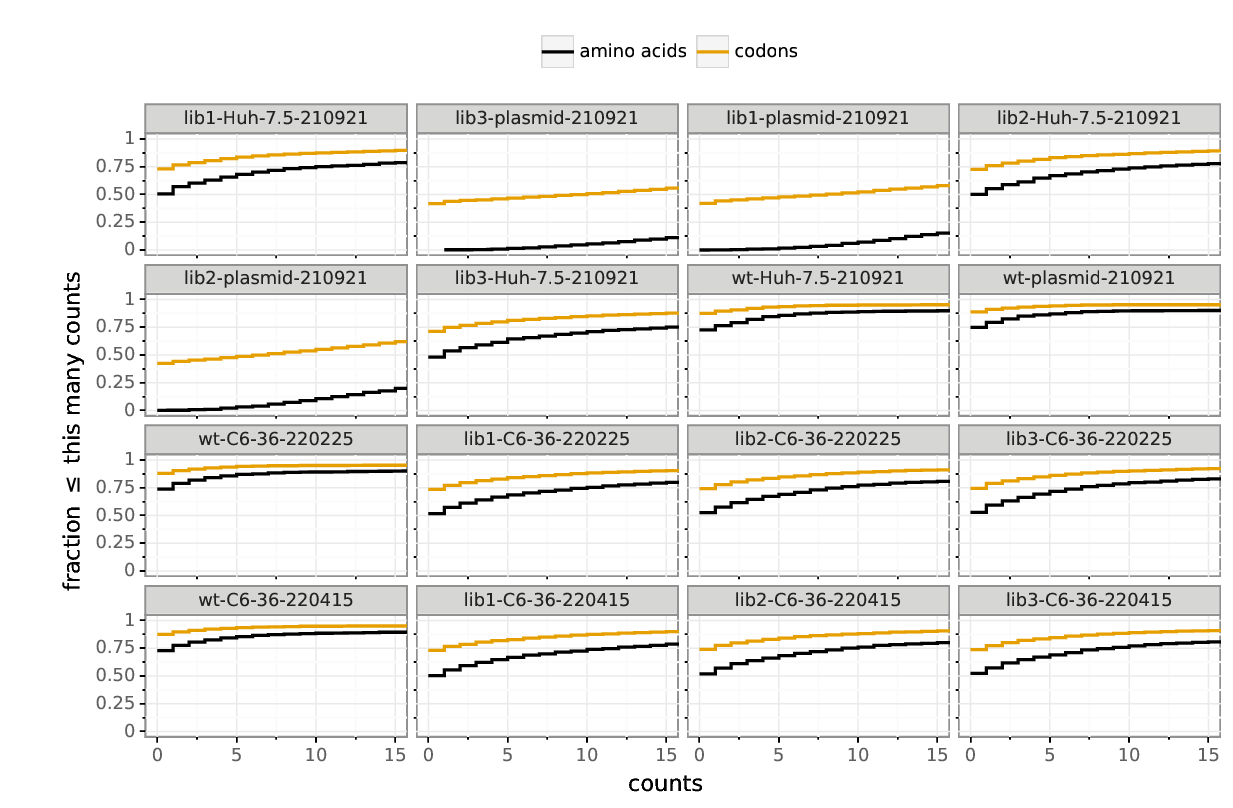 amino acids codons
lib1-Huh-7.5-210921 lib3-plasmid-210921 lib1-plasmid-210921 lib2-Huh-7.5-210921
1
0.75
0.50
0.25
0
lib2-plasmid-210921 lib3-Huh-7.5-210921 wt-Huh-7.5-210921 wt-plasmid-210921
1
0.75
0.50
0.25
0
wt-C6-36-220225 lib1-C6-36-220225 lib2-C6-36-220225 lib3-C6-36-220225
1
0.75
0.50
0.25
0
wt-C6-36-220415 lib1-C6-36-220415 lib2-C6-36-220415 lib3-C6-36-220415
1
0.75
0.50
0.25
0
0 5 10 15 0 5 10 15 0 5 10 15 0 5 10 15
counts
fraction ≤ this many counts